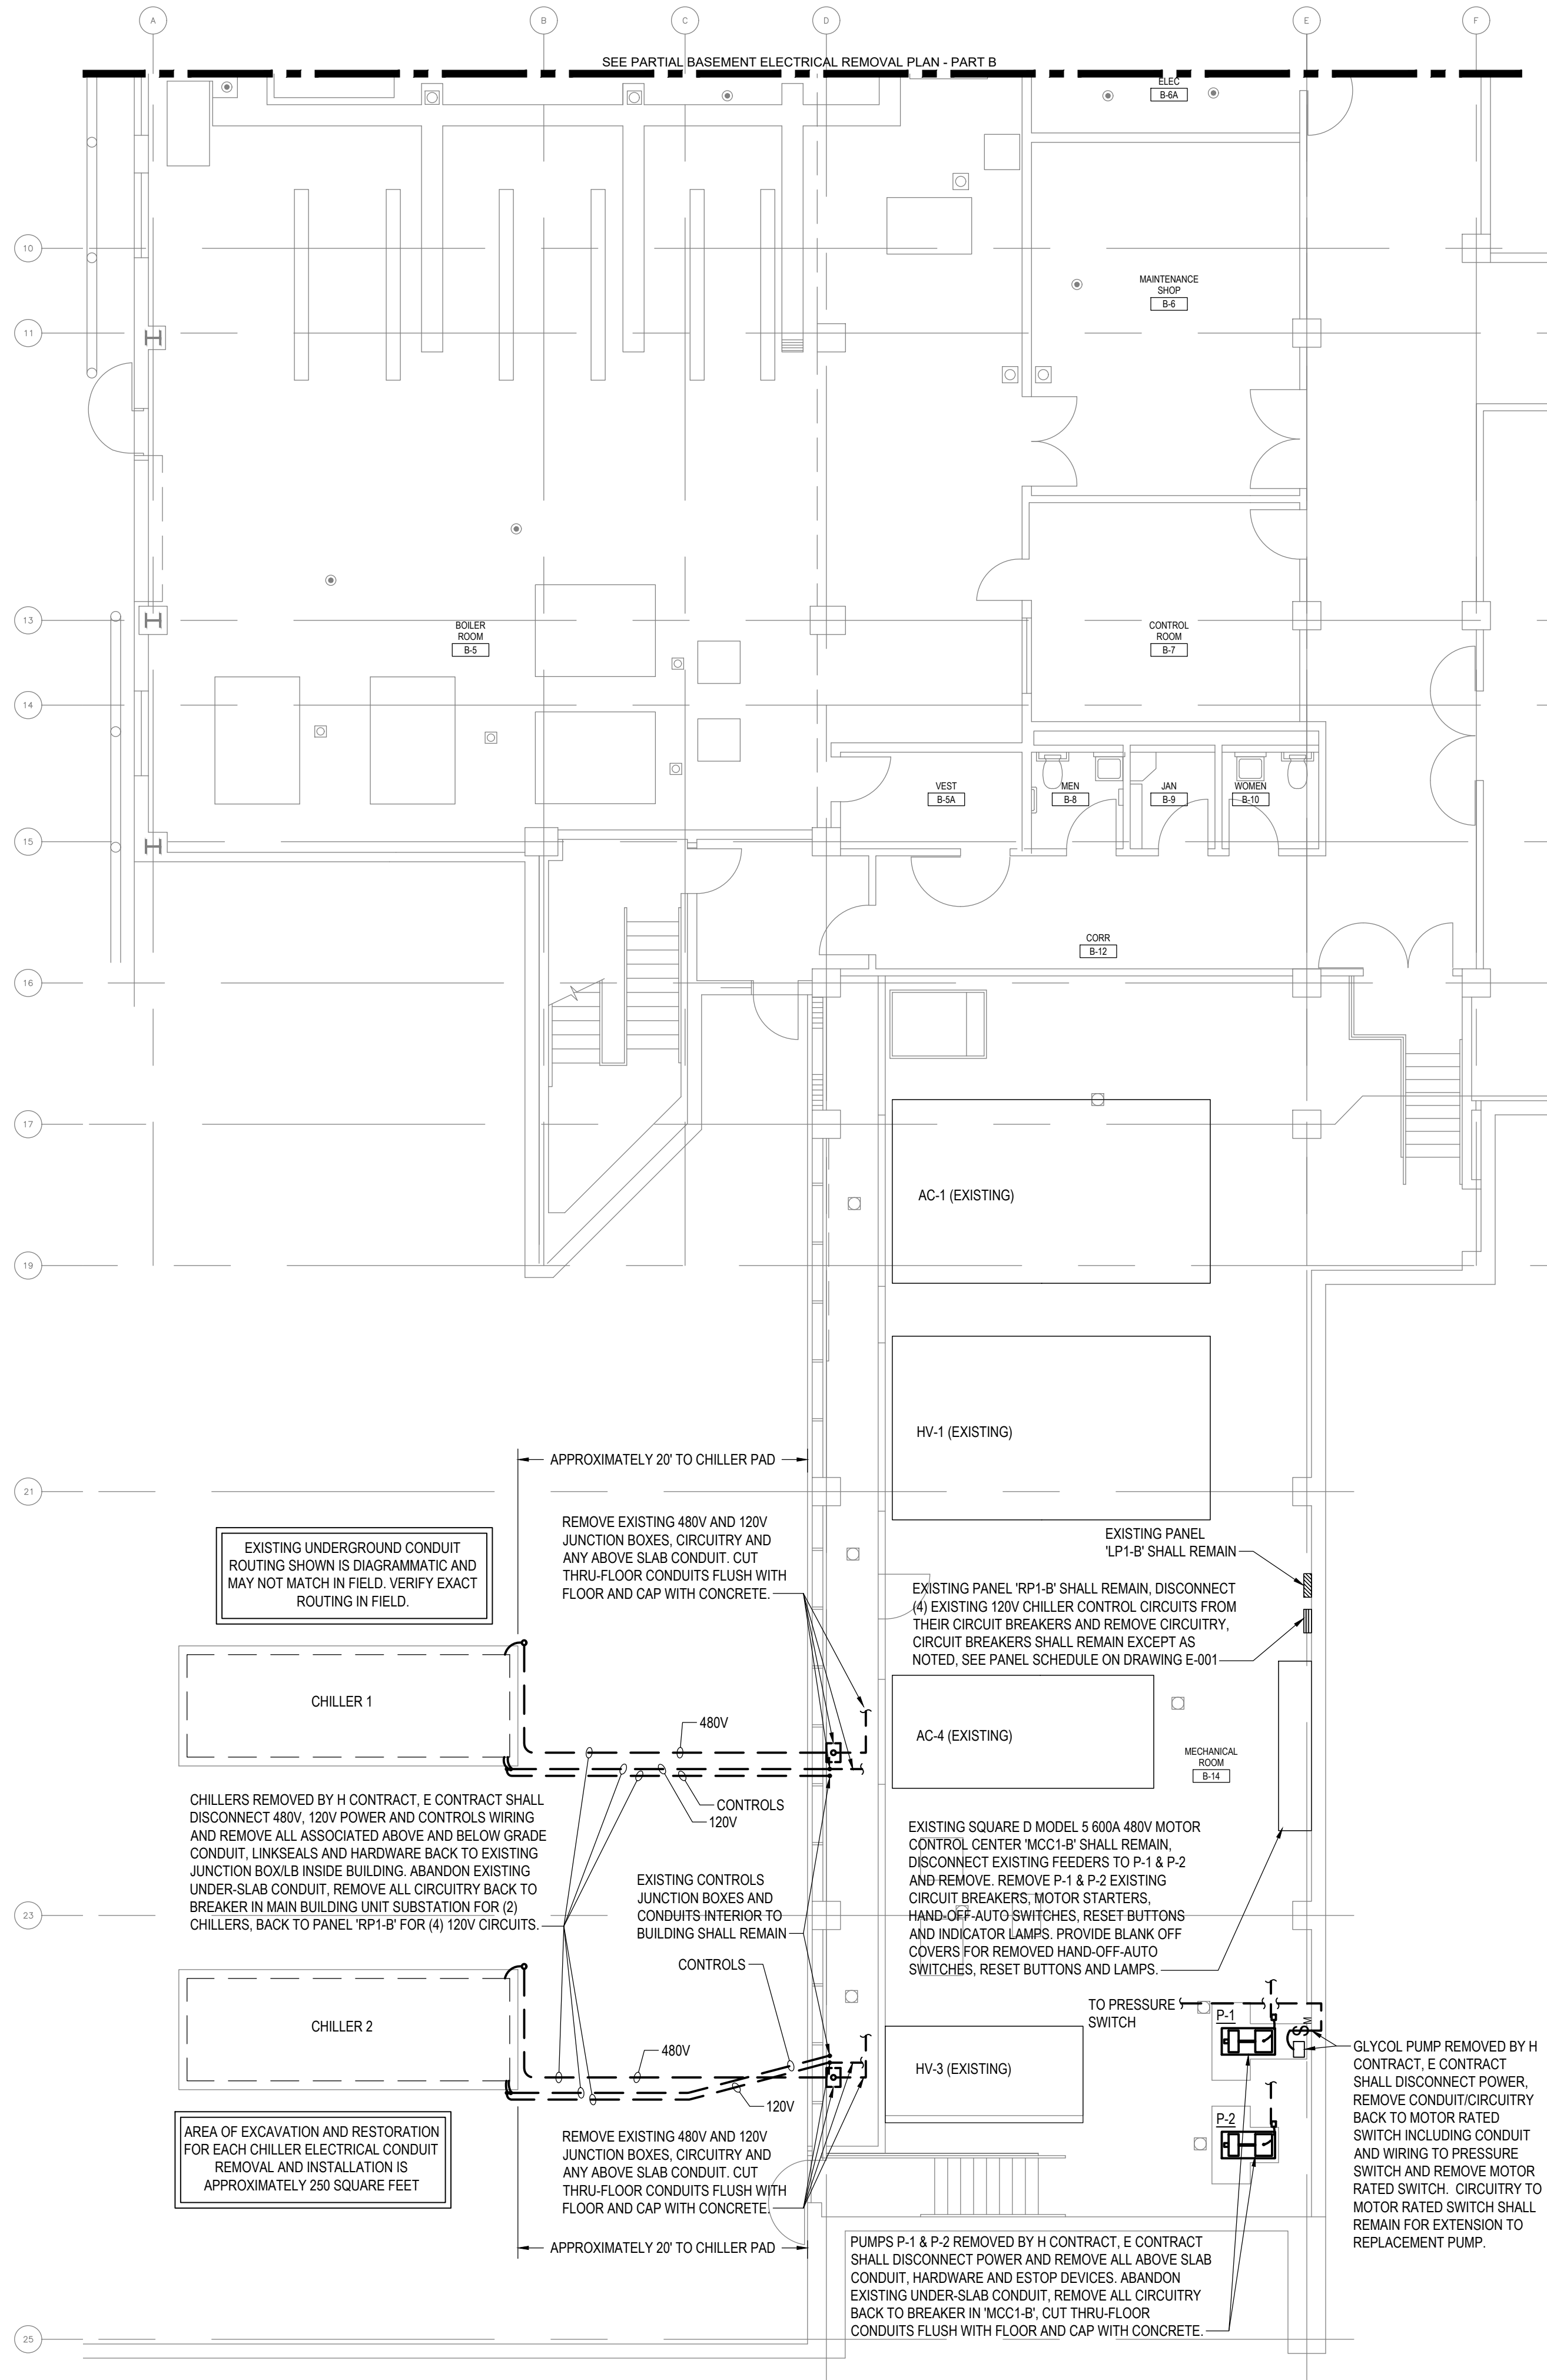 A
B
C
D
E
F
SEE PARTIAL BASEMENT ELECTRICAL REMOVAL PLAN - PART B
ELEC
B-6A
10
MAINTENANCE
SHOP
B-6
11
13
BOILER
ROOM
B-5
CONTROL
ROOM
B-7
14
VEST
B-5A
MEN
B-8
JAN
B-9
WOMEN
B-10
15
CORR
B-12
16
17
AC-1 (EXISTING)
19
HV-1 (EXISTING)
APPROXIMATELY 20' TO CHILLER PAD
21
EXISTING UNDERGROUND CONDUIT
ROUTING SHOWN IS DIAGRAMMATIC AND
MAY NOT MATCH IN FIELD. VERIFY EXACT
ROUTING IN FIELD.
REMOVE EXISTING 480V AND 120V
JUNCTION BOXES, CIRCUITRY AND
ANY ABOVE SLAB CONDUIT. CUT
THRU-FLOOR CONDUITS FLUSH WITH
FLOOR AND CAP WITH CONCRETE.
EXISTING PANEL
'LP1-B' SHALL REMAIN
EXISTING PANEL 'RP1-B' SHALL REMAIN, DISCONNECT
(4) EXISTING 120V CHILLER CONTROL CIRCUITS FROM
THEIR CIRCUIT BREAKERS AND REMOVE CIRCUITRY,
CIRCUIT BREAKERS SHALL REMAIN EXCEPT AS
NOTED, SEE PANEL SCHEDULE ON DRAWING E-001
CHILLER 1
480V
AC-4 (EXISTING)
MECHANICAL
ROOM
B-14
CONTROLS
120V
CHILLERS REMOVED BY H CONTRACT, E CONTRACT SHALL
DISCONNECT 480V, 120V POWER AND CONTROLS WIRING
AND REMOVE ALL ASSOCIATED ABOVE AND BELOW GRADE
CONDUIT, LINKSEALS AND HARDWARE BACK TO EXISTING
JUNCTION BOX/LB INSIDE BUILDING. ABANDON EXISTING
UNDER-SLAB CONDUIT, REMOVE ALL CIRCUITRY BACK TO
BREAKER IN MAIN BUILDING UNIT SUBSTATION FOR (2)
CHILLERS, BACK TO PANEL 'RP1-B' FOR (4) 120V CIRCUITS.
EXISTING CONTROLS
JUNCTION BOXES AND
CONDUITS INTERIOR TO
BUILDING SHALL REMAIN
EXISTING SQUARE D MODEL 5 600A 480V MOTOR
CONTROL CENTER 'MCC1-B' SHALL REMAIN,
DISCONNECT EXISTING FEEDERS TO P-1 & P-2
AND REMOVE. REMOVE P-1 & P-2 EXISTING
CIRCUIT BREAKERS, MOTOR STARTERS,
HAND-OFF-AUTO SWITCHES, RESET BUTTONS
AND INDICATOR LAMPS. PROVIDE BLANK OFF
COVERS FOR REMOVED HAND-OFF-AUTO
SWITCHES, RESET BUTTONS AND LAMPS.
23
CONTROLS
CHILLER 2
480V
120V
HV-3 (EXISTING)
TO PRESSURE
SWITCH
P-1
SM
P-2
GLYCOL PUMP REMOVED BY H
CONTRACT, E CONTRACT
SHALL DISCONNECT POWER,
REMOVE CONDUIT/CIRCUITRY
BACK TO MOTOR RATED
SWITCH INCLUDING CONDUIT
AND WIRING TO PRESSURE
SWITCH AND REMOVE MOTOR
RATED SWITCH. CIRCUITRY TO
MOTOR RATED SWITCH SHALL
REMAIN FOR EXTENSION TO
REPLACEMENT PUMP.
AREA OF EXCAVATION AND RESTORATION
FOR EACH CHILLER ELECTRICAL CONDUIT
REMOVAL AND INSTALLATION IS
APPROXIMATELY 250 SQUARE FEET
REMOVE EXISTING 480V AND 120V
JUNCTION BOXES, CIRCUITRY AND
ANY ABOVE SLAB CONDUIT. CUT
THRU-FLOOR CONDUITS FLUSH WITH
FLOOR AND CAP WITH CONCRETE.
APPROXIMATELY 20' TO CHILLER PAD
PUMPS P-1 & P-2 REMOVED BY H CONTRACT, E CONTRACT
SHALL DISCONNECT POWER AND REMOVE ALL ABOVE SLAB
CONDUIT, HARDWARE AND ESTOP DEVICES. ABANDON
EXISTING UNDER-SLAB CONDUIT, REMOVE ALL CIRCUITRY
BACK TO BREAKER IN 'MCC1-B', CUT THRU-FLOOR
CONDUITS FLUSH WITH FLOOR AND CAP WITH CONCRETE.
25